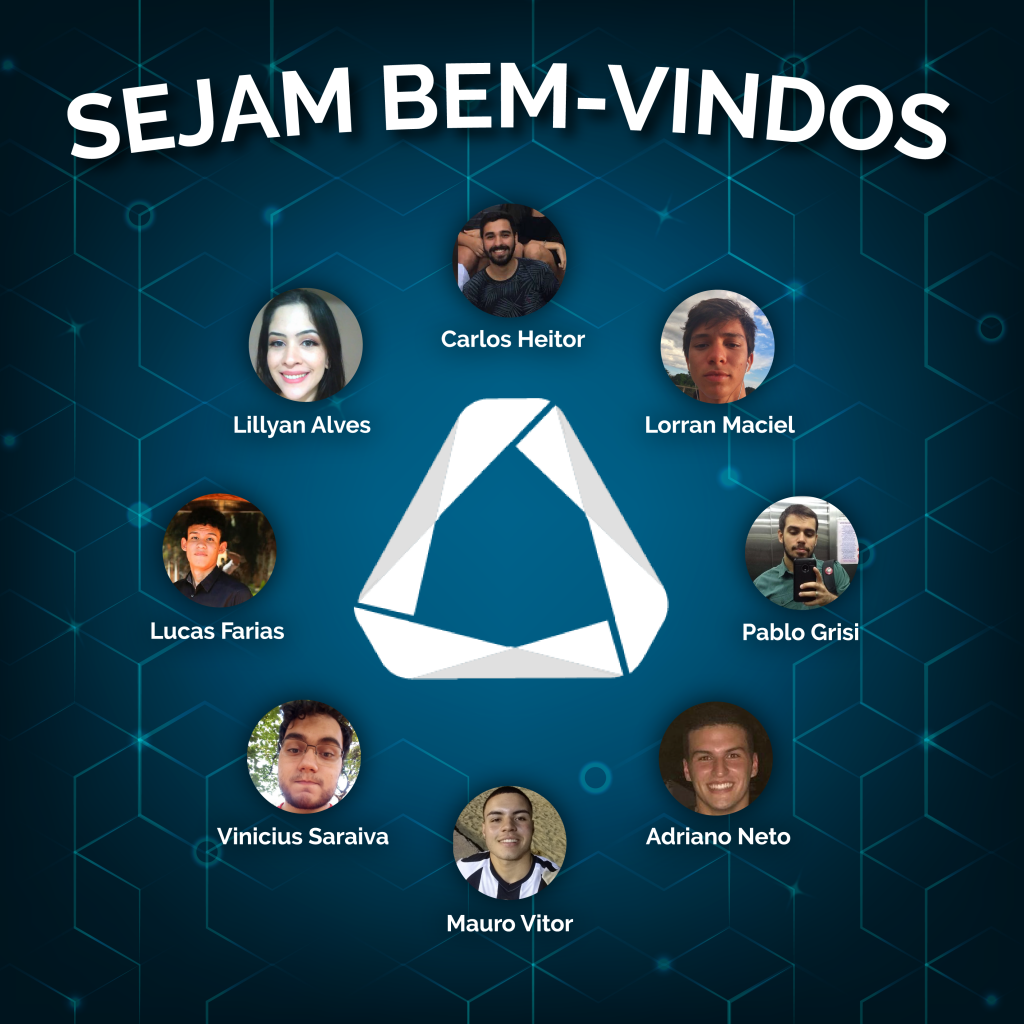 SEJAM BEM-VINDOS
Carlos Heitor
Lillyan Alves
Lorran Maciel
Lucas Farias
Pablo Grisi
Vinicius Saraiva
Adriano Neto
Mauro Vitor